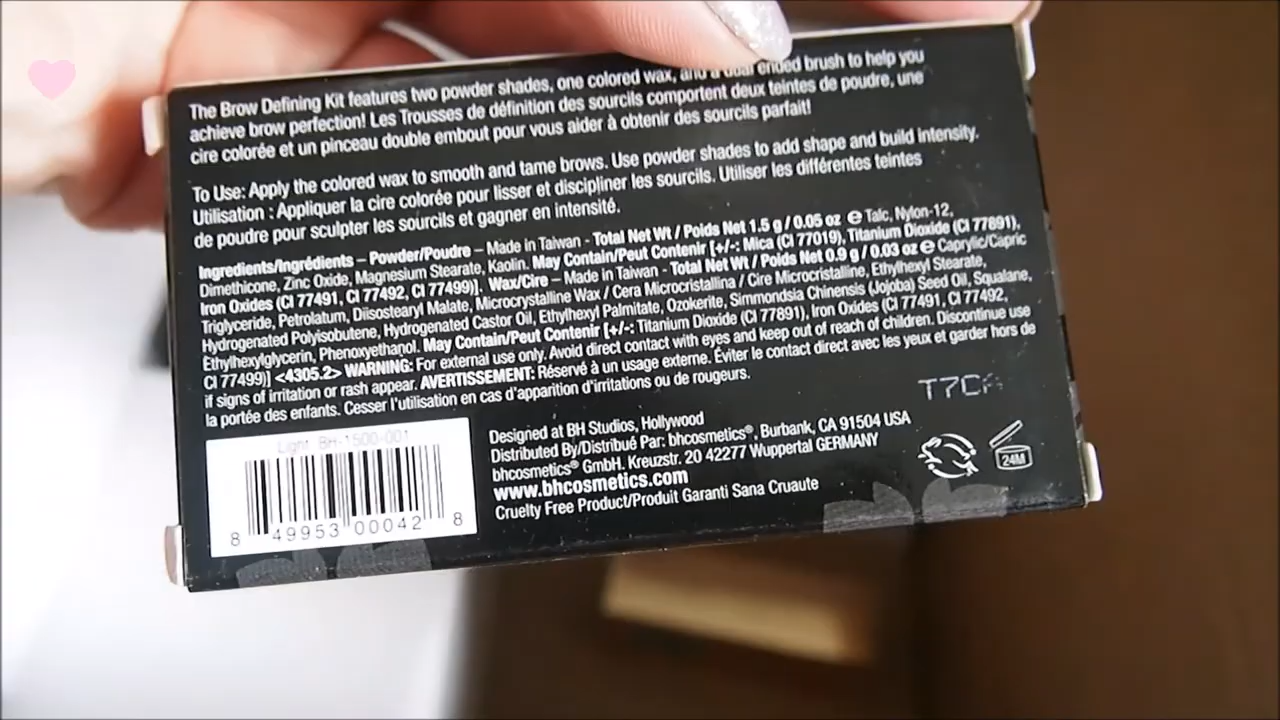 The Brow Defining Kit features two powder shades, one colored wax, and a dual ended brush to help you
achieve brow perfection! Les Trousses de définition des sourcils comportent deux teintes de poudre, une
cire colorée et un pinceau double embout pour vous aider à obtenir des sourcils parfait!
To Use: Apply the colored wax to smooth and tame brows. Use powder shades to add shape and build intensity.
Utilisation : Appliquer la cire colorée pour lisser et discipliner les sourcils. Utiliser les différentes teintes
de poudre pour sculpter les sourcils et gagner en intensité.
Ingredients/Ingrédients – Powder/Poudre – Made in Taiwan - Total Net Wt / Poids Net 1.5 g / 0.05 oz ℮ Talc, Nylon-12,
Dimethicone, Zinc Oxide, Magnesium Stearate, Kaolin. May Contain/Peut Contenir [+/-: Mica (CI 77019), Titanium Dioxide (CI 77891),
Iron Oxides (CI 77491, CI 77492, CI 77499)]. Wax/Cire – Made in Taiwan - Total Net Wt / Poids Net 0.9 g / 0.03 oz ℮ Caprylic/Capric
Triglyceride, Petrolatum, Diisostearyl Malate, Microcrystalline Wax / Cera Microcristallina / Cire Microcristalline, Ethylhexyl Stearate,
Hydrogenated Polyisobutene, Hydrogenated Castor Oil, Ethylhexyl Palmitate, Ozokerite, Simmondsia Chinensis (Jojoba) Seed Oil, Squalane,
Ethylhexylglycerin, Phenoxyethanol. May Contain/Peut Contenir [+/-: Titanium Dioxide (CI 77891), Iron Oxides (CI 77491, CI 77492,
CI 77499)] <4305.2> WARNING: For external use only. Avoid direct contact with eyes and keep out of reach of children. Discontinue use
if signs of irritation or rash appear. AVERTISSEMENT: Réservé à un usage externe. Éviter le contact direct avec les yeux et garder hors de
la portée des enfants. Cesser l'utilisation en cas d'apparition d'irritations ou de rougeurs.
Light BH-1500-001
8 49953 00042 8
Designed at BH Studios, Hollywood
Distributed By/Distribué Par: bhcosmetics®, Burbank, CA 91504 USA
bhcosmetics® GmbH. Kreuzstr. 20 42277 Wuppertal GERMANY
www.bhcosmetics.com
Cruelty Free Product/Produit Garanti Sana Cruaute
24M